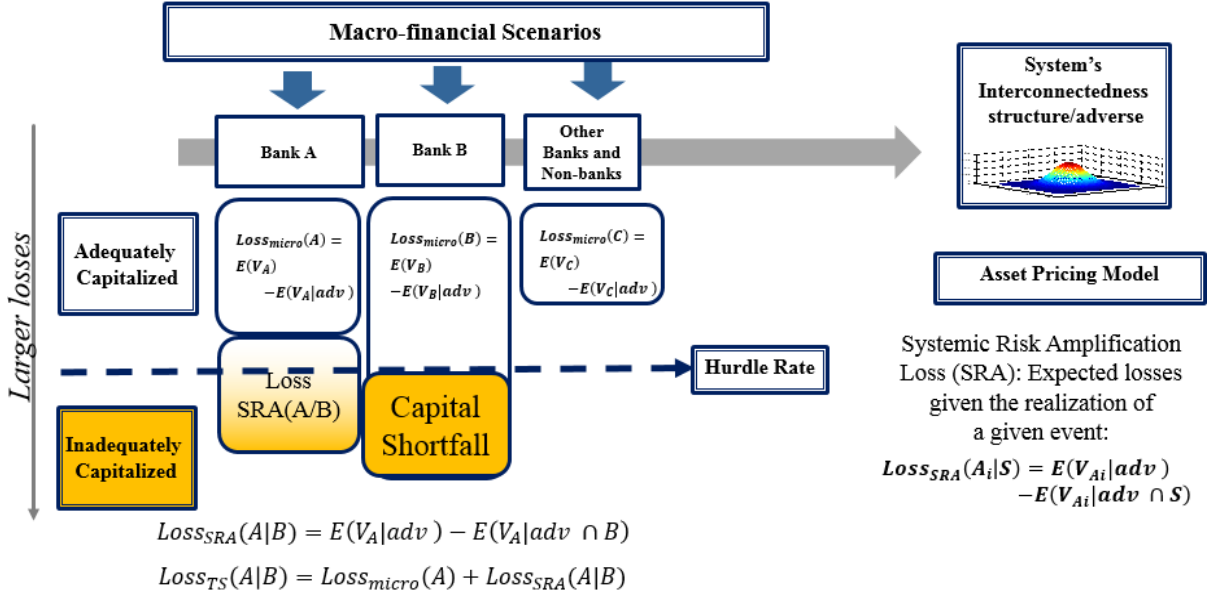 Macro-financial Scenarios
System's
Interconnectedness
structure/adverse
Bank A
Bank B
Other
Banks and
Non-banks
Larger losses
Adequately
Capitalized
Loss_micro(A) =
E(V_A)
−E(V_A|adv)
Loss_micro(B) =
E(V_B)
−E(V_B|adv)
Loss_micro(C) =
E(V_C)
−E(V_C|adv)
Asset Pricing Model
Hurdle Rate
Loss
SRA(A/B)
Capital
Shortfall
Inadequately
Capitalized
Systemic Risk Amplification
Loss (SRA): Expected losses
given the realization of
a given event:
Loss_SRA(A_i|S) = E(V_Ai|adv)
−E(V_Ai|adv ∩ S)
Loss_SRA(A|B) = E(V_A|adv) − E(V_A|adv ∩ B)
Loss_TS(A|B) = Loss_micro(A) + Loss_SRA(A|B)